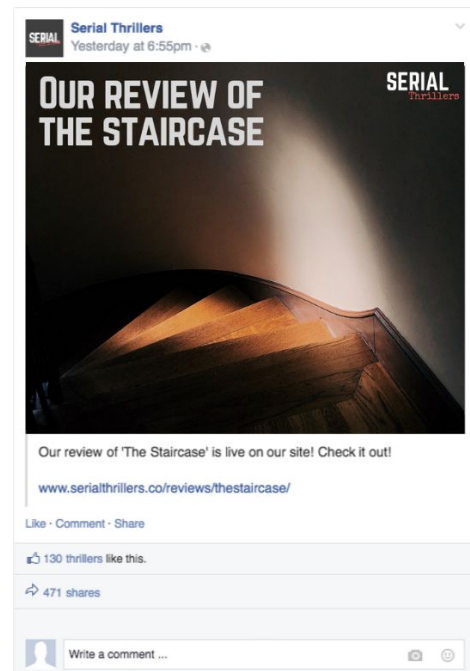 SERIAL
Serial Thrillers
Yesterday at 6:55pm ·
OUR REVIEW OF
THE STAIRCASE
SERIAL
Thrillers
Our review of 'The Staircase' is live on our site! Check it out!
www.serialthrillers.co/reviews/thestaircase/
Like · Comment · Share
130 thrillers like this.
471 shares
Write a comment ...